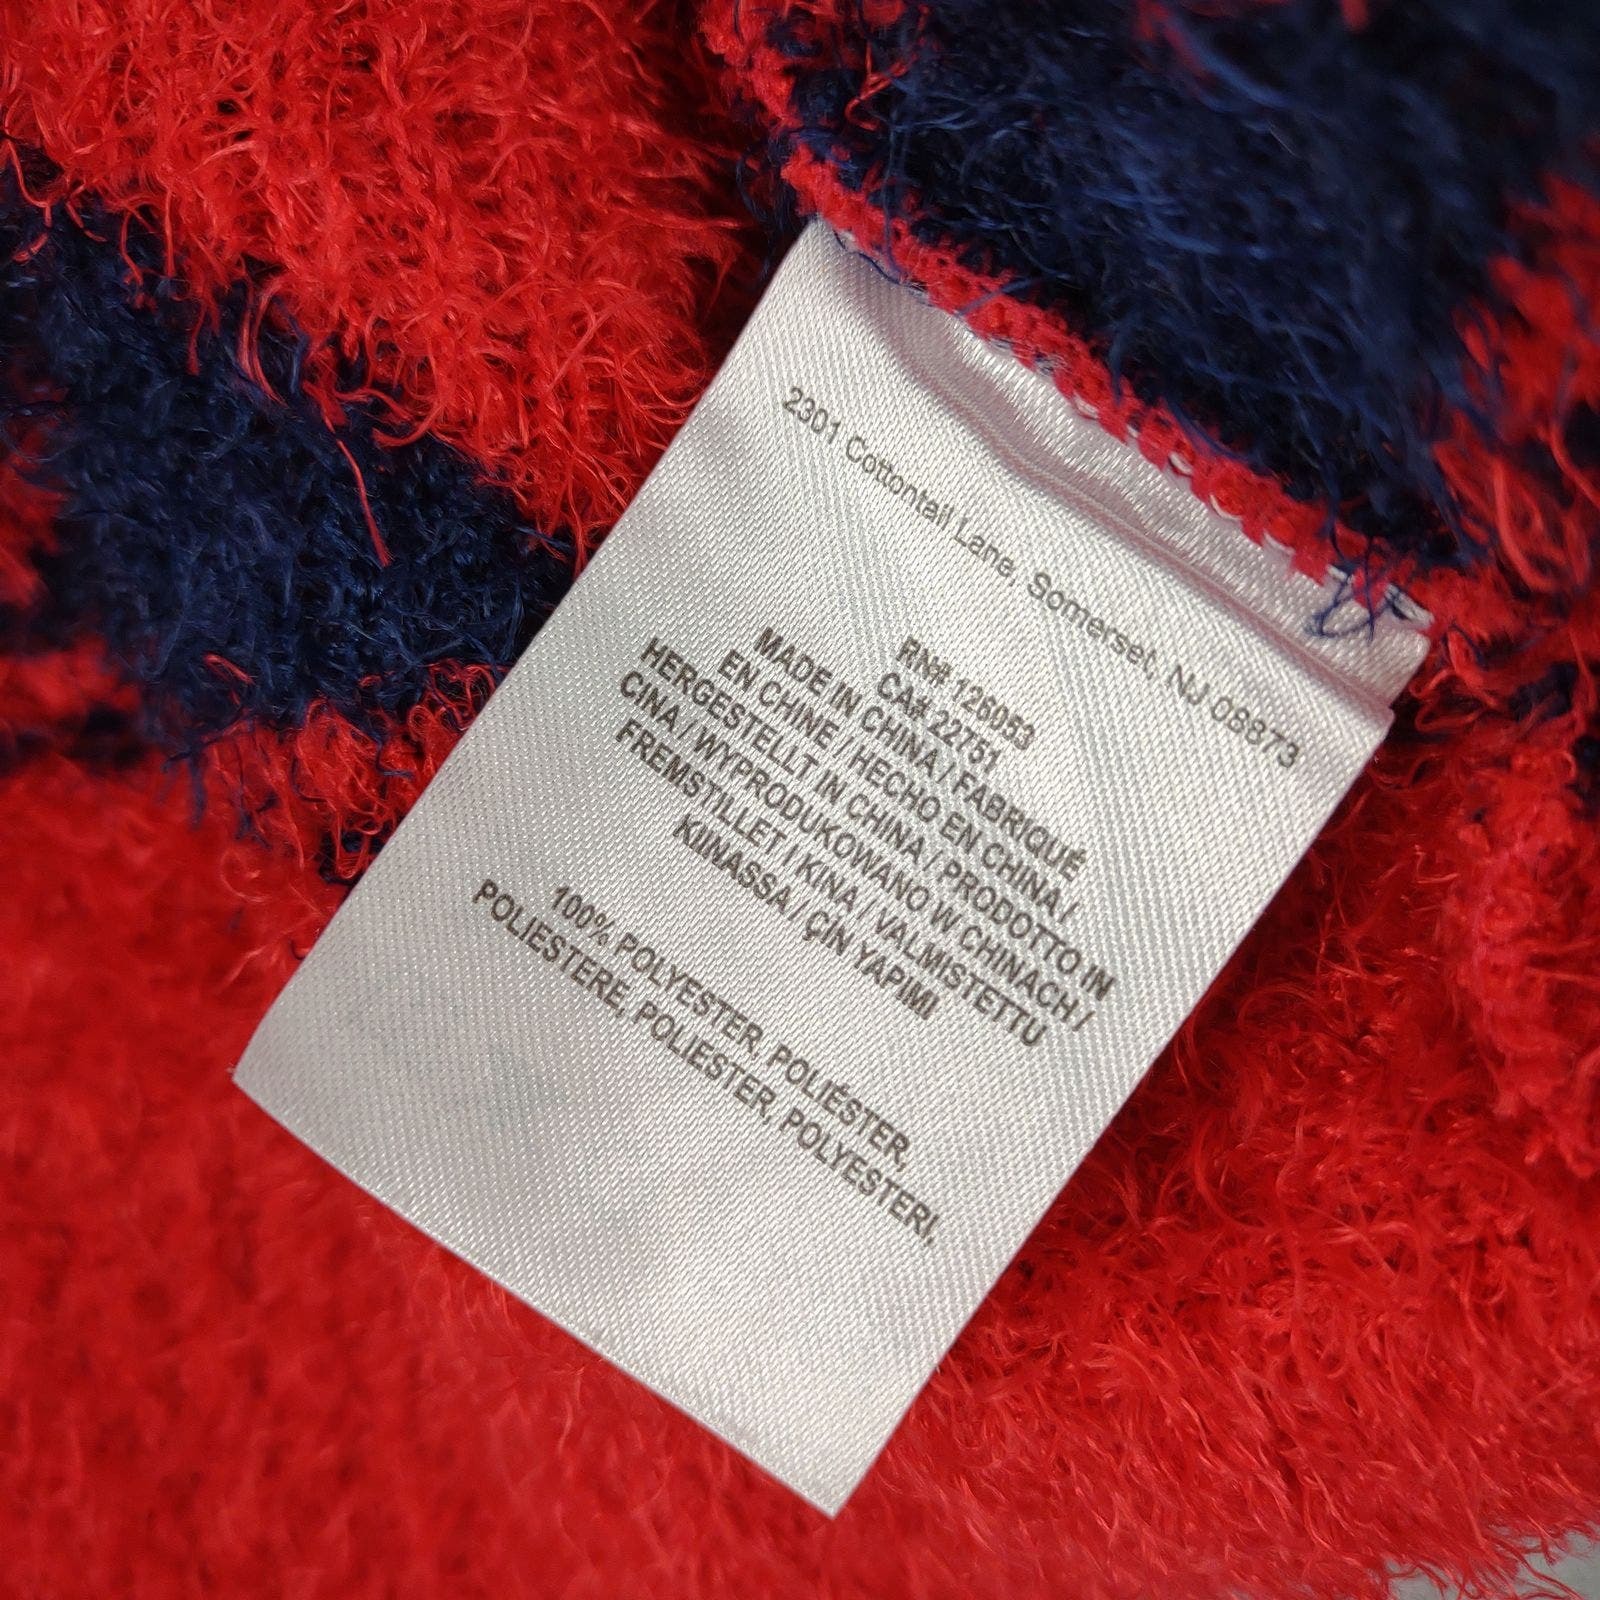 2301 Cottontail Lane, Somerset, NJ 08873
RN# 126053
CA# 22751
MADE IN CHINA / FABRIQUÉ
EN CHINE / HECHO EN CHINA /
HERGESTELLT IN CHINA / PRODOTTO IN
CINA / WYPRODUKOWANO W CHINACH /
FREMSTILLET I KINA / VALMISTETTU
KIINASSA / ÇİN YAPIMI
100% POLYESTER, POLIÉSTER,
POLIESTERE, POLIESTER, POLYESTERI,